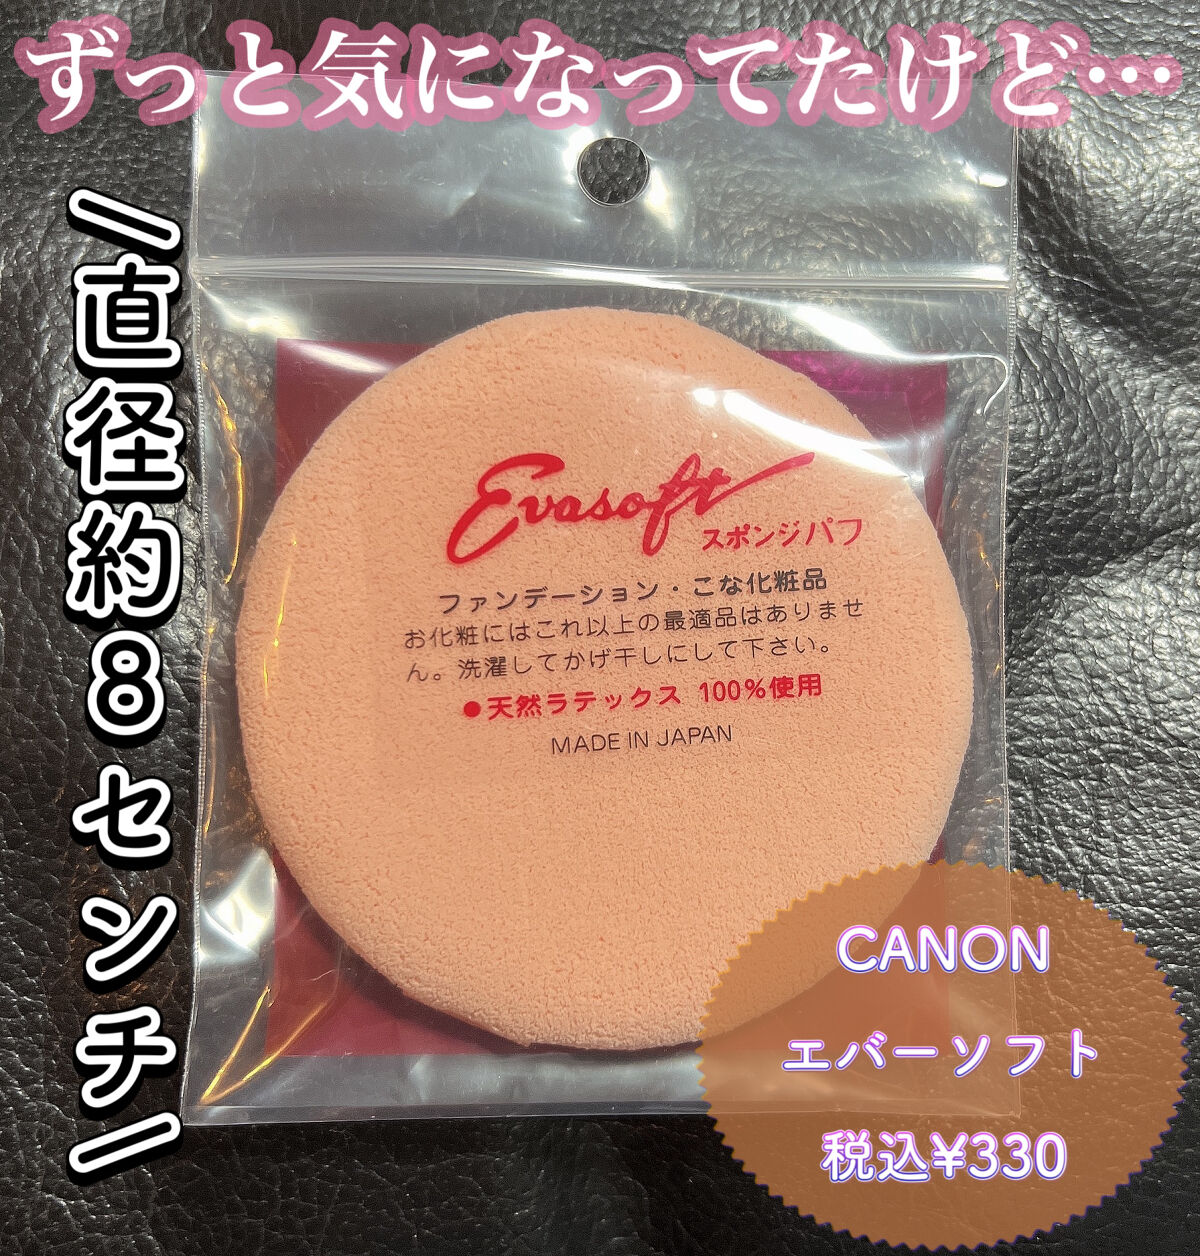 ずっと気になってたけど…
\直径約8センチ/
Evasoft
スポンジパフ
ファンデーション・こな化粧品
お化粧にはこれ以上の最適品はありませ
ん。洗濯してかげ干しにして下さい。
●天然ラテックス 100%使用
MADE IN JAPAN
CANON
エバーソフト
税込¥330